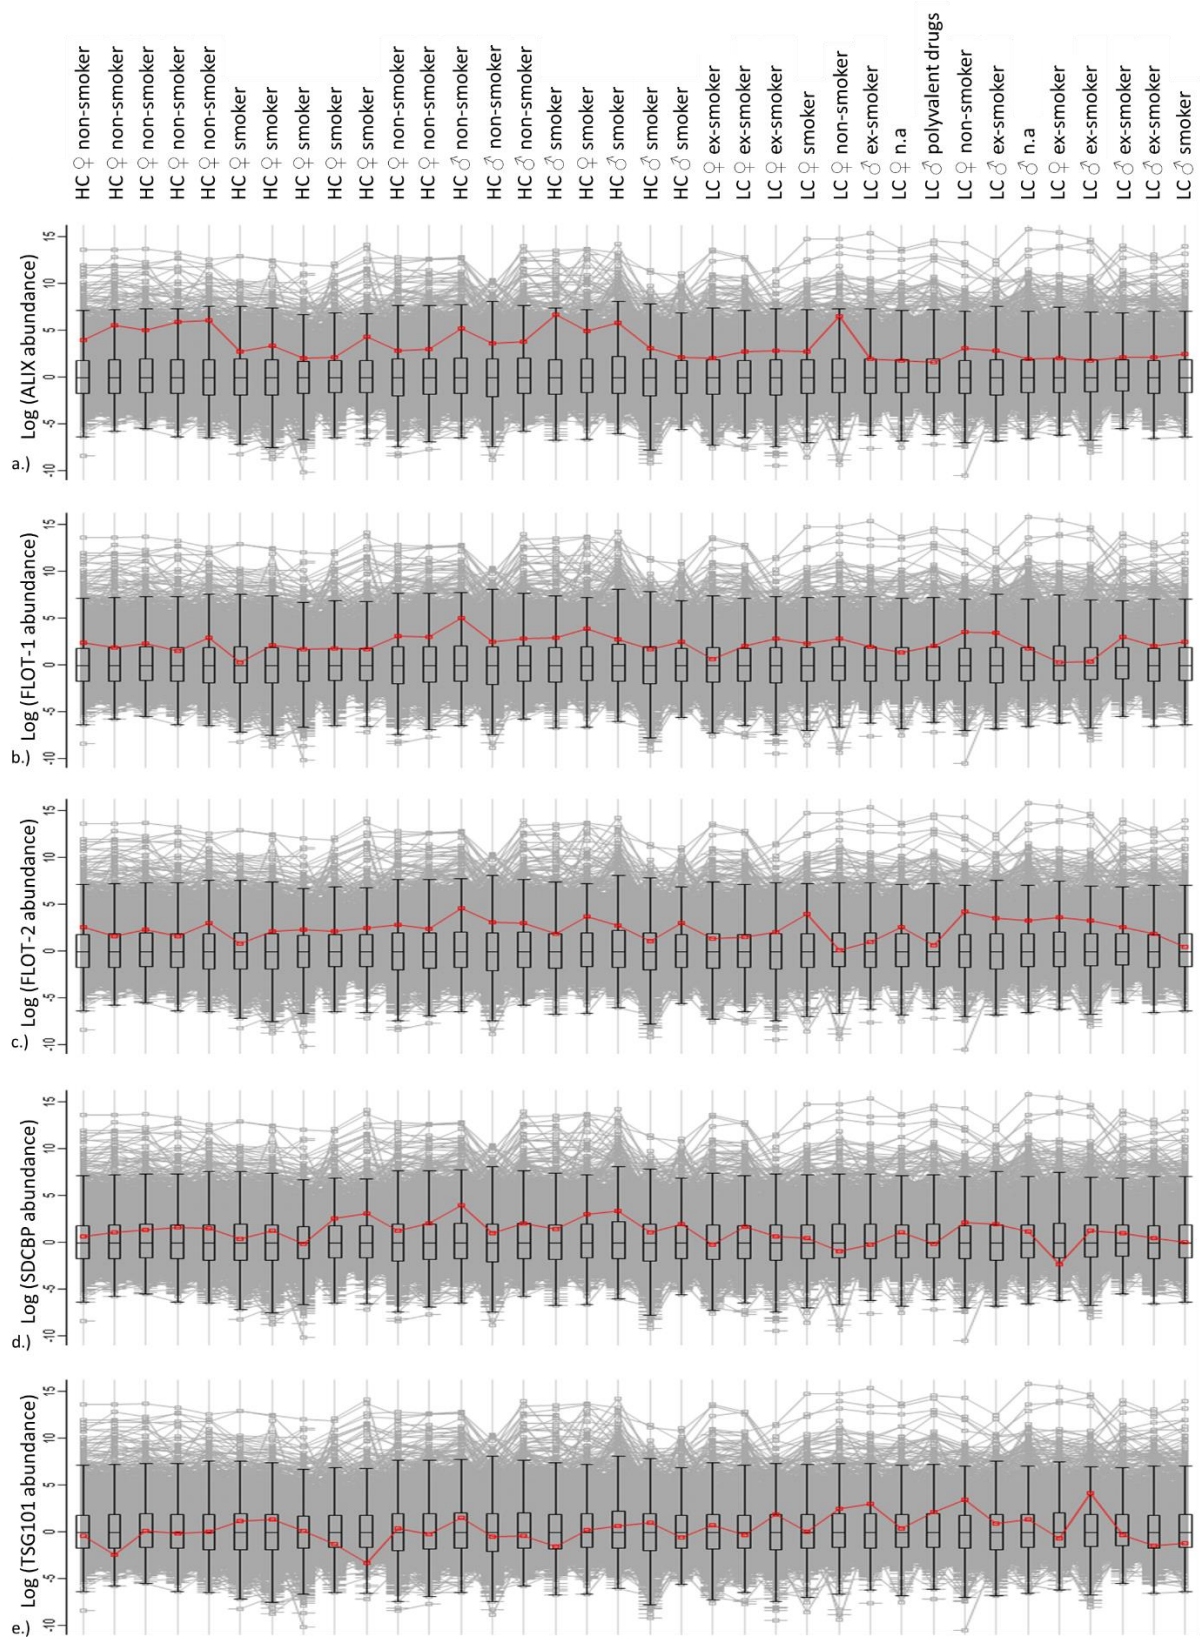 HC ♀ non-smoker
HC ♀ non-smoker
HC ♀ non-smoker
HC ♀ non-smoker
HC ♀ non-smoker
HC ♀ smoker
HC ♀ smoker
HC ♀ smoker
HC ♀ smoker
HC ♀ smoker
HC ♀ non-smoker
HC ♀ non-smoker
HC ♂ non-smoker
HC ♂ non-smoker
HC ♂ non-smoker
HC ♂ smoker
HC ♀ smoker
HC ♂ smoker
HC ♂ smoker
HC ♂ smoker
LC ♀ ex-smoker
LC ♀ ex-smoker
LC ♀ ex-smoker
LC ♀ smoker
LC ♀ non-smoker
LC ♂ ex-smoker
LC ♀ n.a
LC ♂ polyvalent drugs
LC ♀ non-smoker
LC ♂ ex-smoker
LC ♂ n.a
LC ♀ ex-smoker
LC ♂ ex-smoker
LC ♂ ex-smoker
LC ♂ ex-smoker
LC ♂ smoker
a.) Log (ALIX abundance)
-10 -5 0 5 10 15
b.) Log (FLOT-1 abundance)
-10 -5 0 5 10 15
c.) Log (FLOT-2 abundance)
-10 -5 0 5 10 15
d.) Log (SDCBP abundance)
-10 -5 0 5 10 15
e.) Log (TSG101 abundance)
-10 -5 0 5 10 15